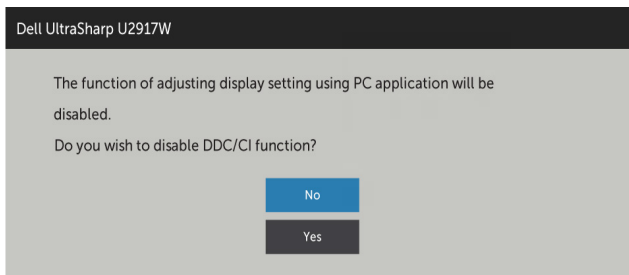 Dell UltraSharp U2917W
The function of adjusting display setting using PC application will be
disabled.
Do you wish to disable DDC/CI function?
No
Yes